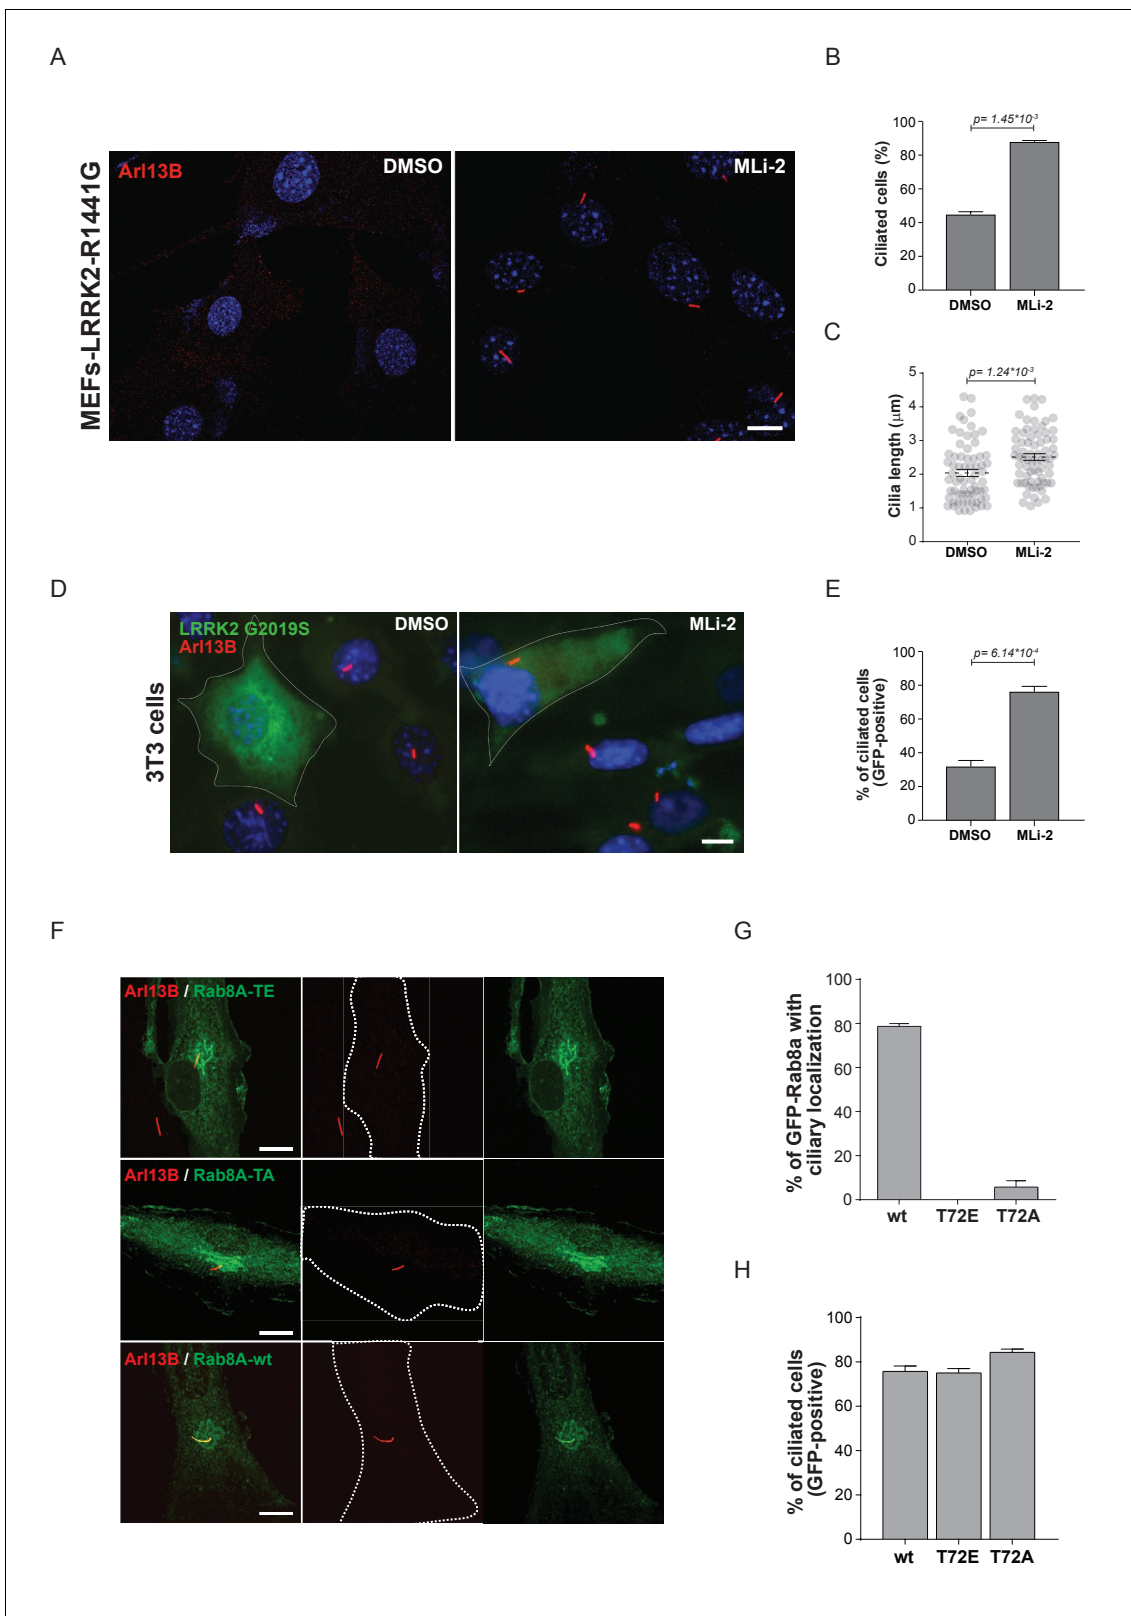 A
MEFs-LRRK2-R1441G
Arl13B
DMSO
MLi-2
B
Ciliated cells (%)
100
80
60
40
20
0
p= 1.45*10-3
DMSO
MLi-2
C
Cilia length (μm)
5
4
3
2
1
0
p= 1.24*10-3
DMSO
MLi-2
D
3T3 cells
LRRK2 G2019S
Arl13B
DMSO
MLi-2
E
% of ciliated cells
(GFP-positive)
100
80
60
40
20
0
p= 6.14*10-4
DMSO
MLi-2
F
Arl13B / Rab8A-TE
Arl13B / Rab8A-TA
Arl13B / Rab8A-wt
G
% of GFP-Rab8a with
ciliary localization
100
80
60
40
20
0
wt
T72E
T72A
H
% of ciliated cells
(GFP-positive)
100
80
60
40
20
0
wt
T72E
T72A